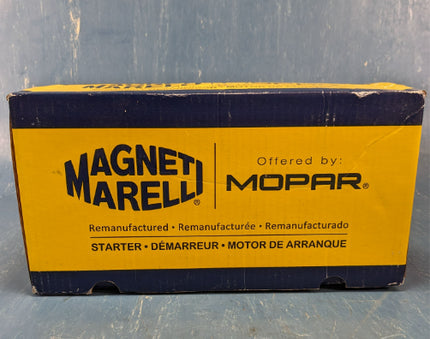 MAGNETI
MARELLI®
Offered by:
MOPAR®
Remanufactured • Remanufacturée • Remanufacturado
STARTER • DÉMARREUR • MOTOR DE ARRANQUE